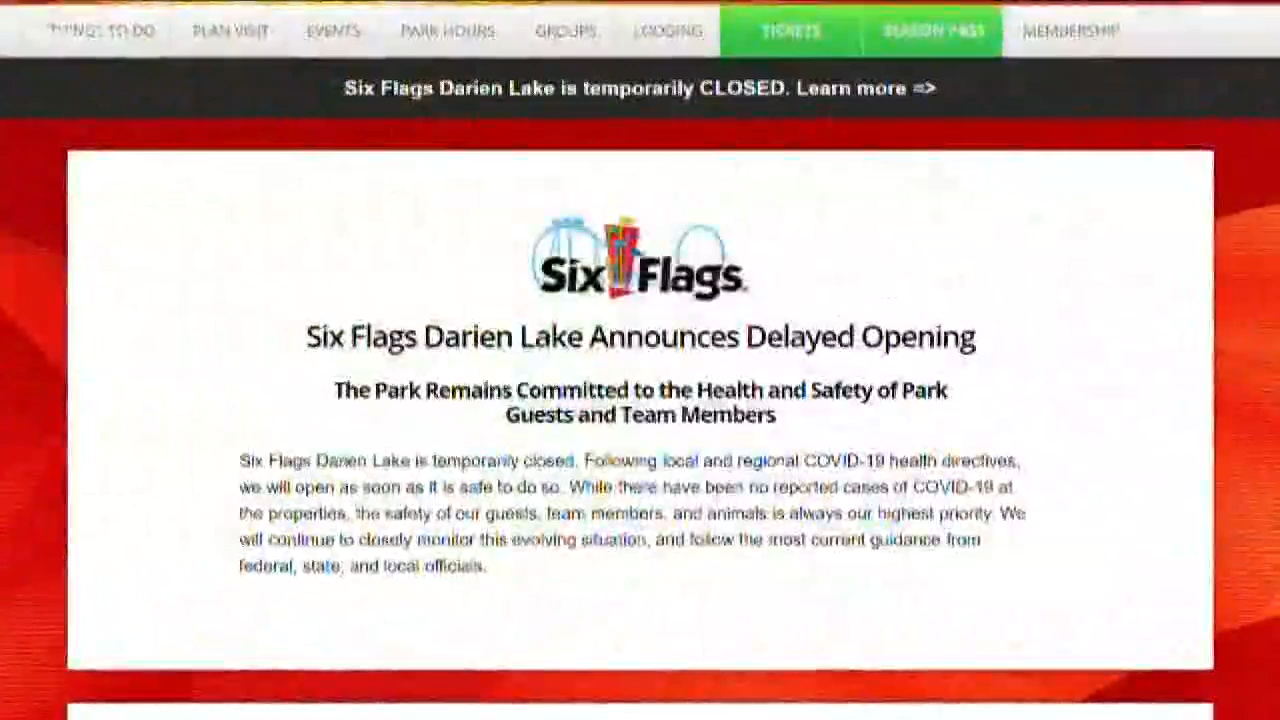 THINGS TO DO PLAN VISIT EVENTS PARK HOURS GROUPS LODGING TICKETS SEASON PASS MEMBERSHIP
Six Flags Darien Lake is temporarily CLOSED. Learn more =>
Six Flags
Six Flags Darien Lake Announces Delayed Opening
The Park Remains Committed to the Health and Safety of Park
Guests and Team Members
Six Flags Darien Lake is temporarily closed. Following local and regional COVID-19 health directives,
we will open as soon as it is safe to do so. While there have been no reported cases of COVID-19 at
the properties, the safety of our guests, team members, and animals is always our highest priority. We
will continue to closely monitor this evolving situation, and follow the most current guidance from
federal, state, and local officials.